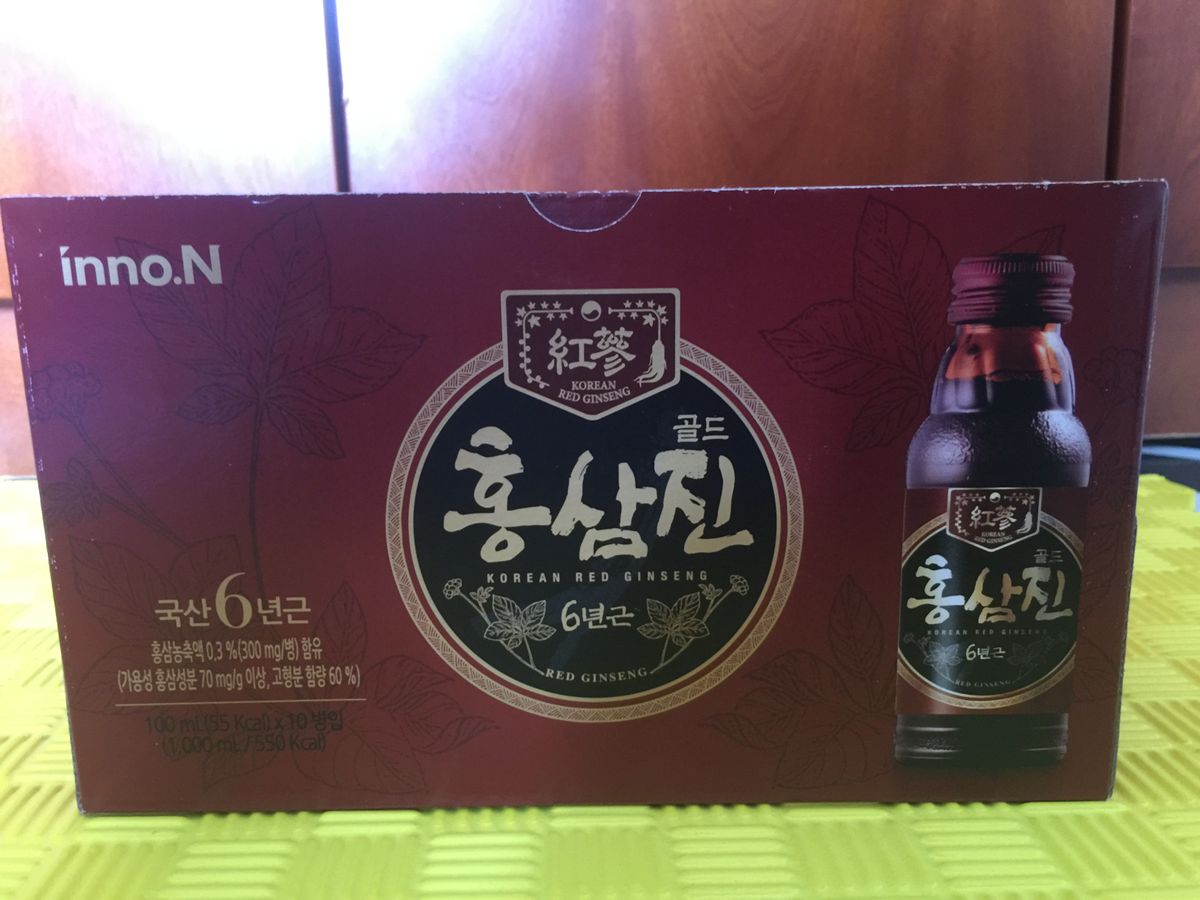 inno.N
紅蔘
KOREAN
RED GINSENG
골드
홍삼진
KOREAN RED GINSENG
6년근
RED GINSENG
국산 6년근
홍삼농축액 0.3 %(300 mg/병) 함유
(가용성 홍삼성분 70 mg/g 이상, 고형분 함량 60 %)
100 mL(55 Kcal) x 10 병입
(1,000 mL/550 Kcal)
紅蔘
KOREAN
RED GINSENG
골드
홍삼진
KOREAN RED GINSENG
6년근
RED GINSENG